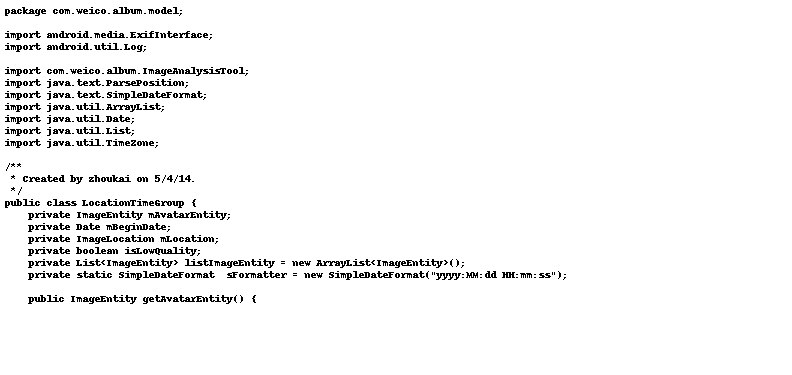 package com.weico.album.model;

import android.media.ExifInterface;
import android.util.Log;

import com.weico.album.ImageAnalysisTool;
import java.text.ParsePosition;
import java.text.SimpleDateFormat;
import java.util.ArrayList;
import java.util.Date;
import java.util.List;
import java.util.TimeZone;

/**
 * Created by zhoukai on 5/4/14.
 */
public class LocationTimeGroup {
    private ImageEntity mAvatarEntity;
    private Date mBeginDate;
    private ImageLocation mLocation;
    private boolean isLowQuality;
    private List<ImageEntity> listImageEntity = new ArrayList<ImageEntity>();
    private static SimpleDateFormat  sFormatter = new SimpleDateFormat("yyyy:MM:dd HH:mm:ss");

    public ImageEntity getAvatarEntity() {